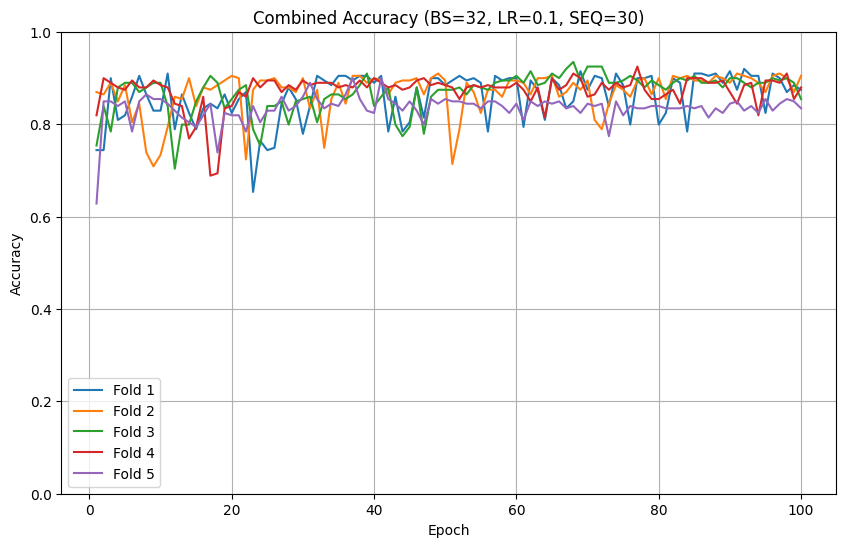 Combined Accuracy (BS=32, LR=0.1, SEQ=30)
1.0
0.8
0.6
0.4
0.2
0.0
Accuracy
Fold 1
Fold 2
Fold 3
Fold 4
Fold 5
0 20 40 60 80 100
Epoch